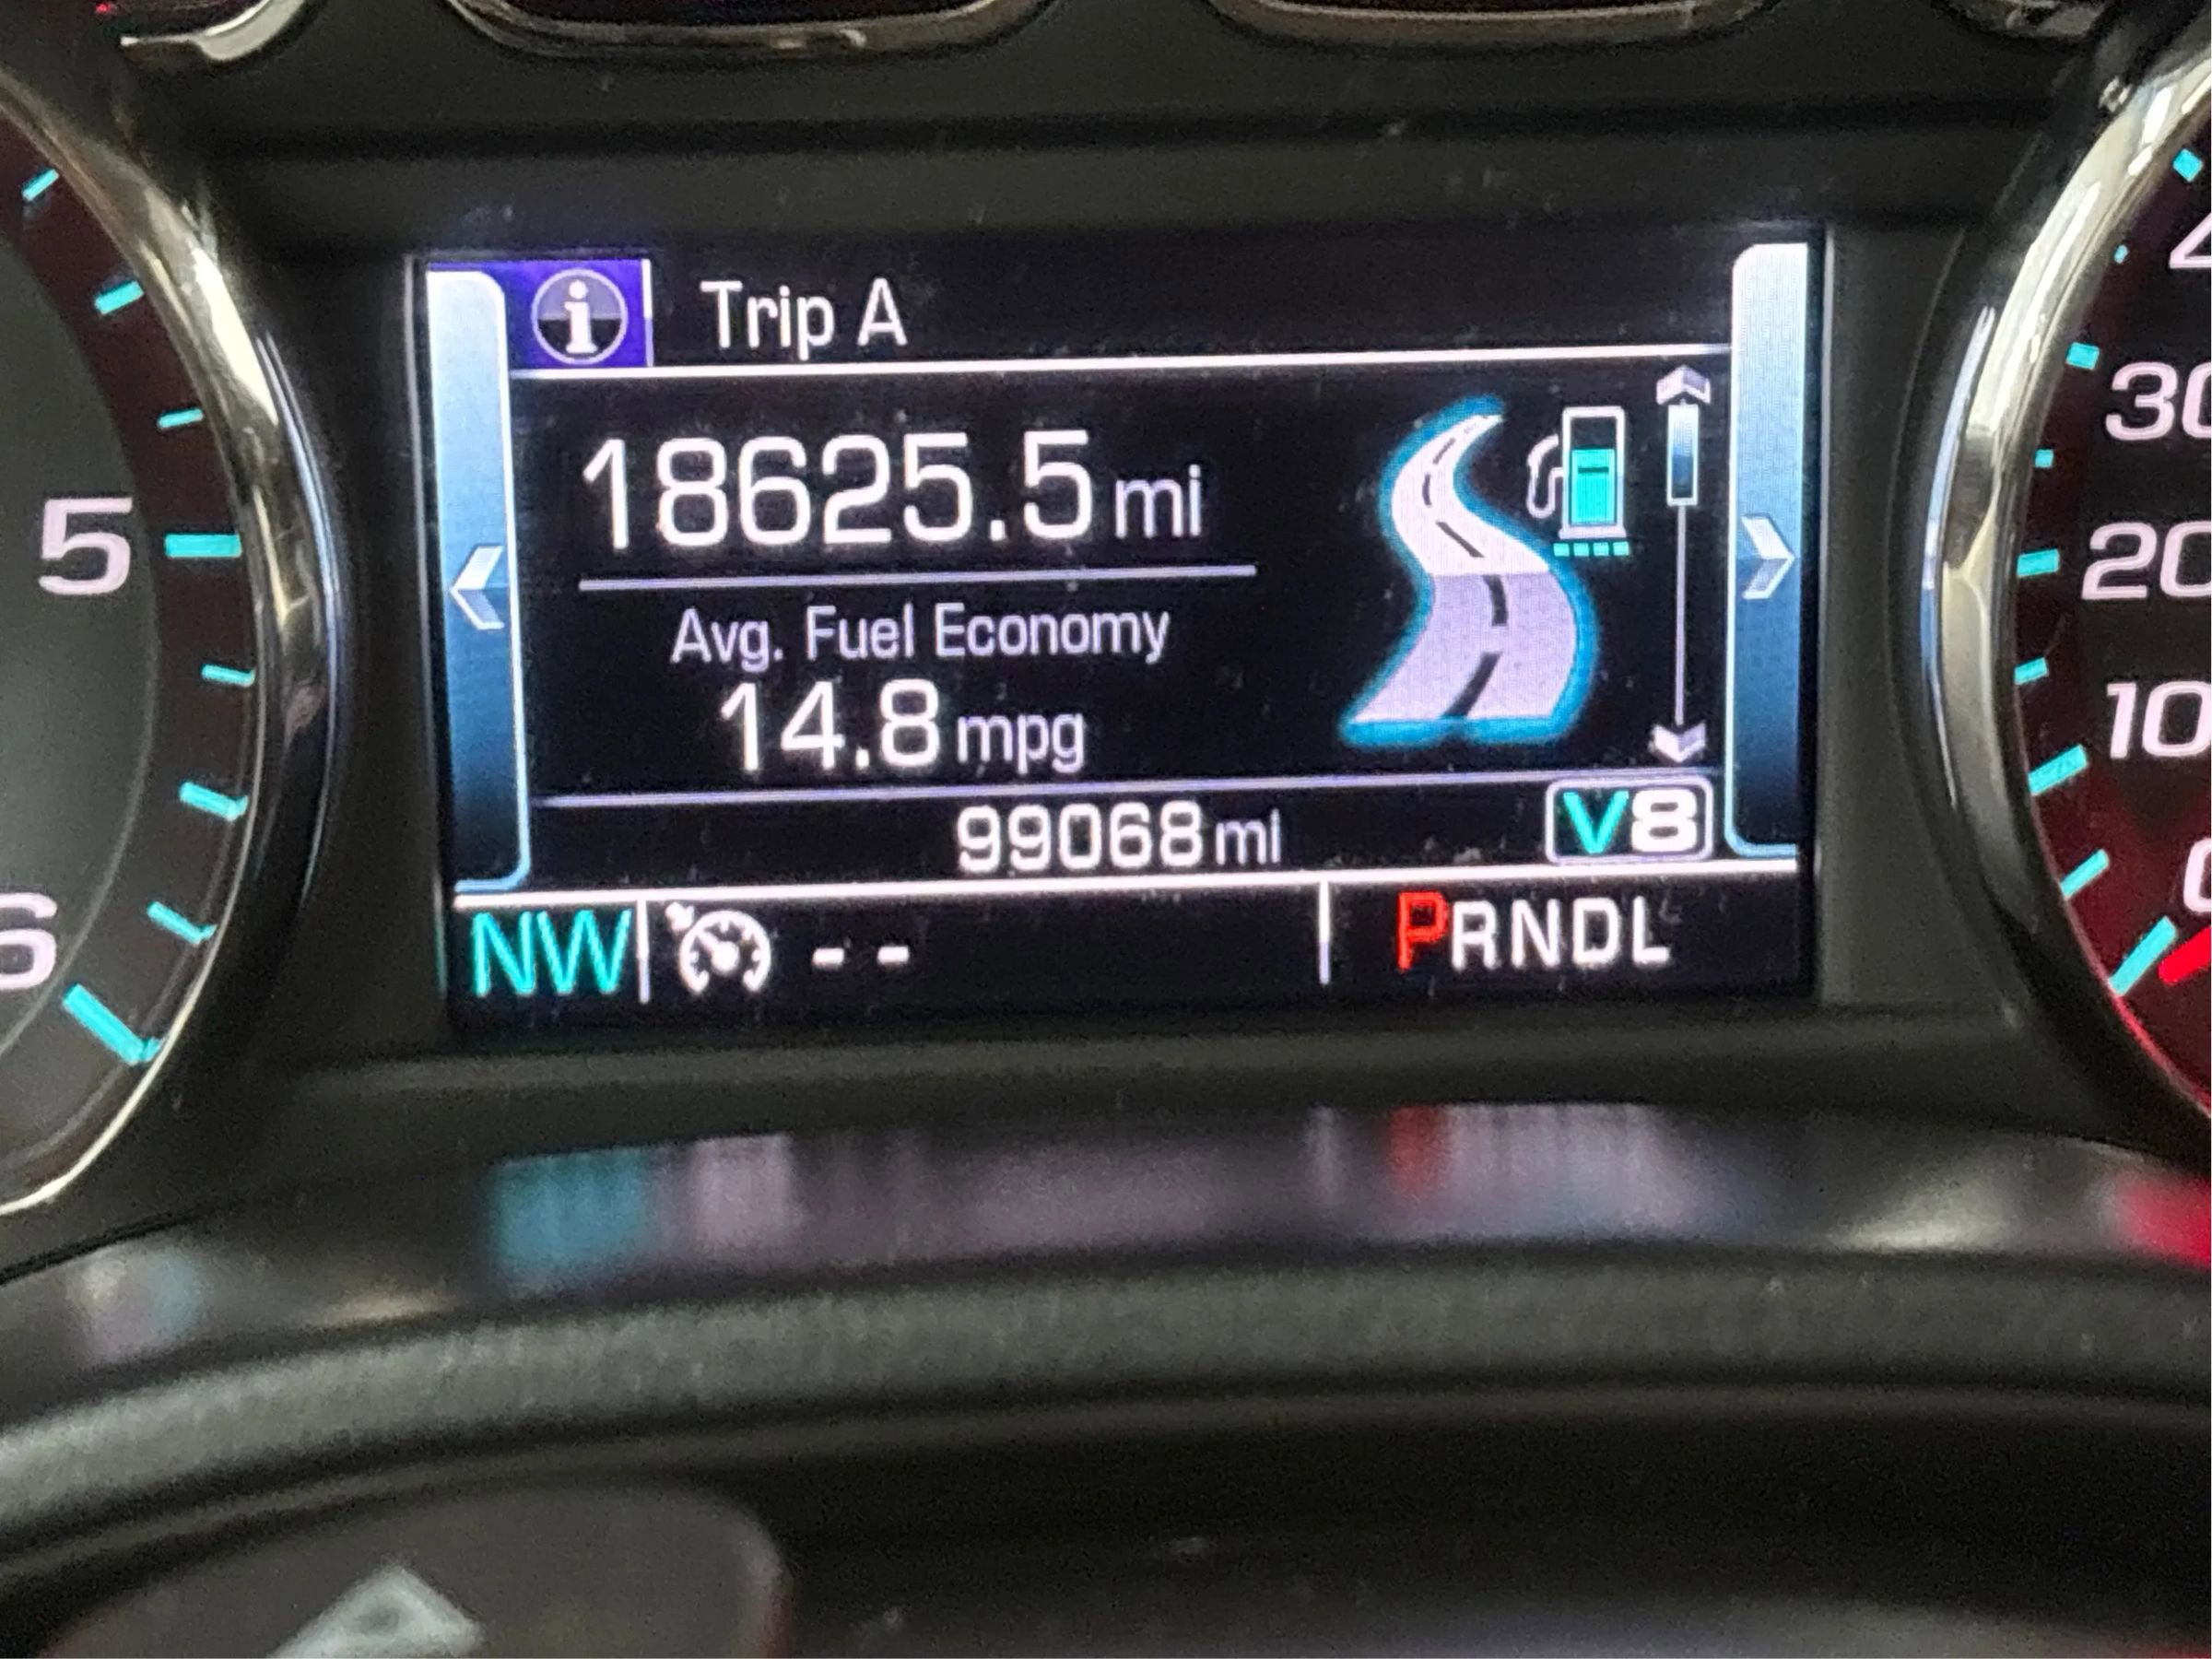 Trip A
18625.5 mi
Avg. Fuel Economy
14.8 mpg
99068 mi
V8
NW
- -
PRNDL
5
6
30
20
10
0